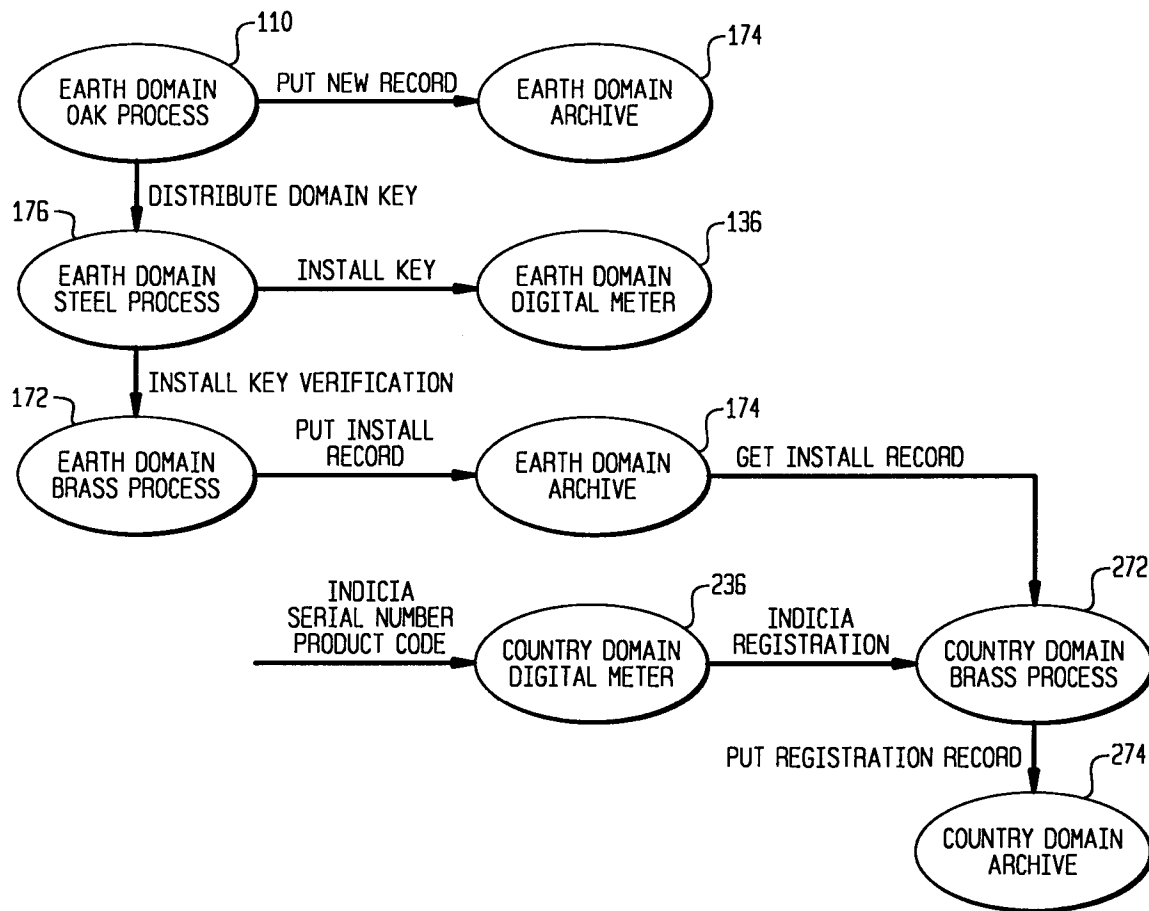 110
174
EARTH DOMAIN
OAK PROCESS
PUT NEW RECORD
EARTH DOMAIN
ARCHIVE
DISTRIBUTE DOMAIN KEY
176
136
EARTH DOMAIN
STEEL PROCESS
INSTALL KEY
EARTH DOMAIN
DIGITAL METER
INSTALL KEY VERIFICATION
172
174
EARTH DOMAIN
BRASS PROCESS
PUT INSTALL
RECORD
EARTH DOMAIN
ARCHIVE
GET INSTALL RECORD
INDICIA
SERIAL NUMBER
PRODUCT CODE
236
COUNTRY DOMAIN
DIGITAL METER
INDICIA
REGISTRATION
272
COUNTRY DOMAIN
BRASS PROCESS
PUT REGISTRATION RECORD
274
COUNTRY DOMAIN
ARCHIVE